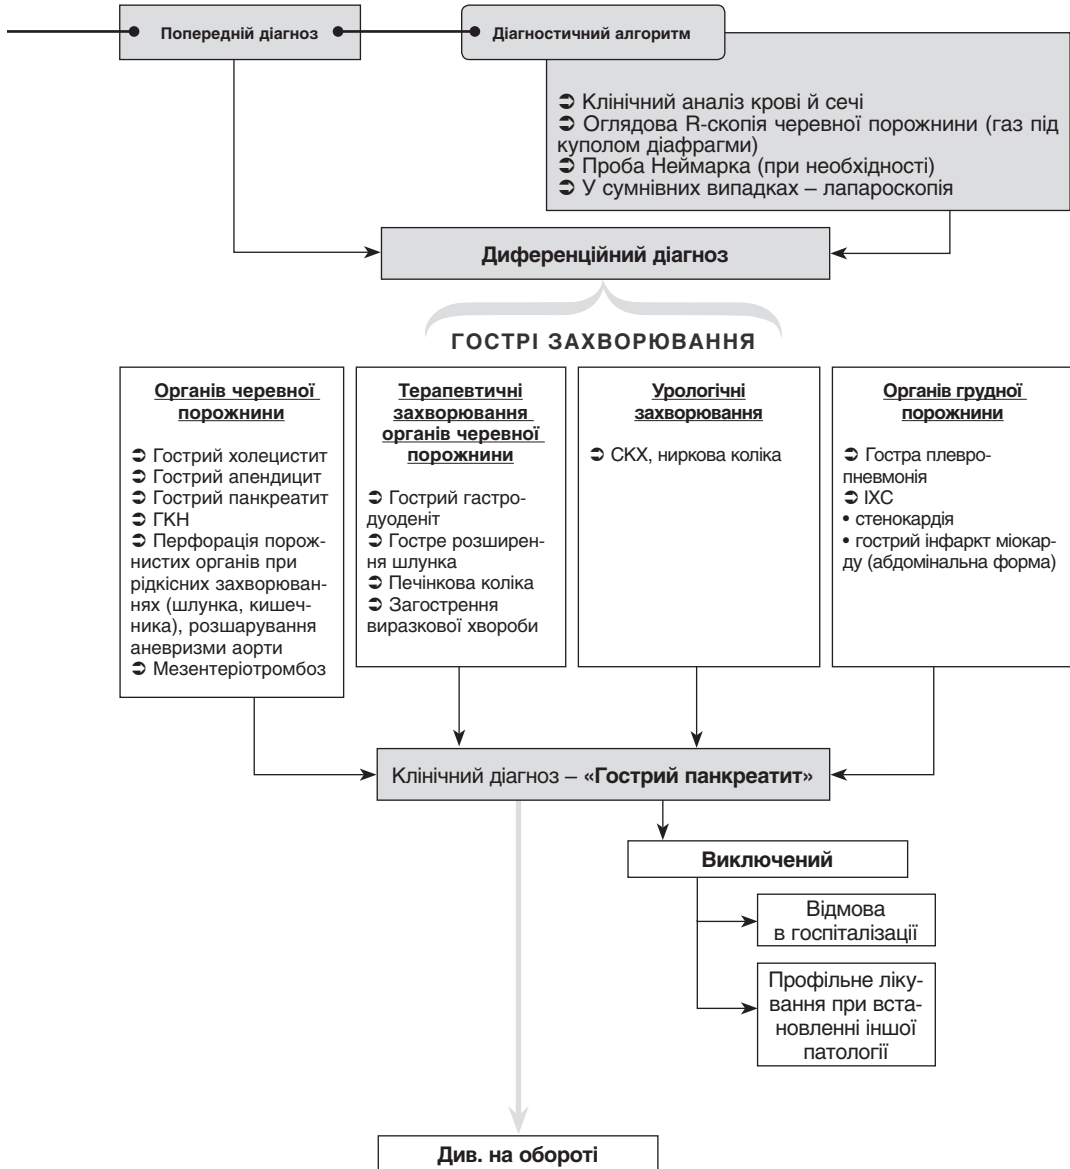 Попередній діагноз
Діагностичний алгоритм
➲ Клінічний аналіз крові й сечі
➲ Оглядова R-скопія черевної порожнини (газ під
куполом діафрагми)
➲ Проба Неймарка (при необхідності)
➲ У сумнівних випадках – лапароскопія
Диференційний діагноз
ГОСТРІ ЗАХВОРЮВАННЯ
Органів черевної
порожнини
➲ Гострий холецистит
➲ Гострий апендицит
➲ Гострий панкреатит
➲ ГКН
➲ Перфорація порож-
нистих органів при
рідкісних захворюван-
нях (шлунка, кишеч-
ника), розшарування
аневризми аорти
➲ Мезентеріотромбоз
Терапевтичні
захворювання
органів черевної
порожнини
➲ Гострий гастро-
дуоденіт
➲ Гостре розширен-
ня шлунка
➲ Печінкова коліка
➲ Загострення
виразкової хвороби
Урологічні
захворювання
➲ СКХ, ниркова коліка
Органів грудної
порожнини
➲ Гостра плевро-
пневмонія
➲ ІХС
• стенокардія
• гострий інфаркт міокар-
ду (абдомінальна форма)
Клінічний діагноз – «Гострий панкреатит»
Виключений
Відмова
в госпіталізації
Профільне ліку-
вання при вста-
новленні іншої
патології
Див. на обороті